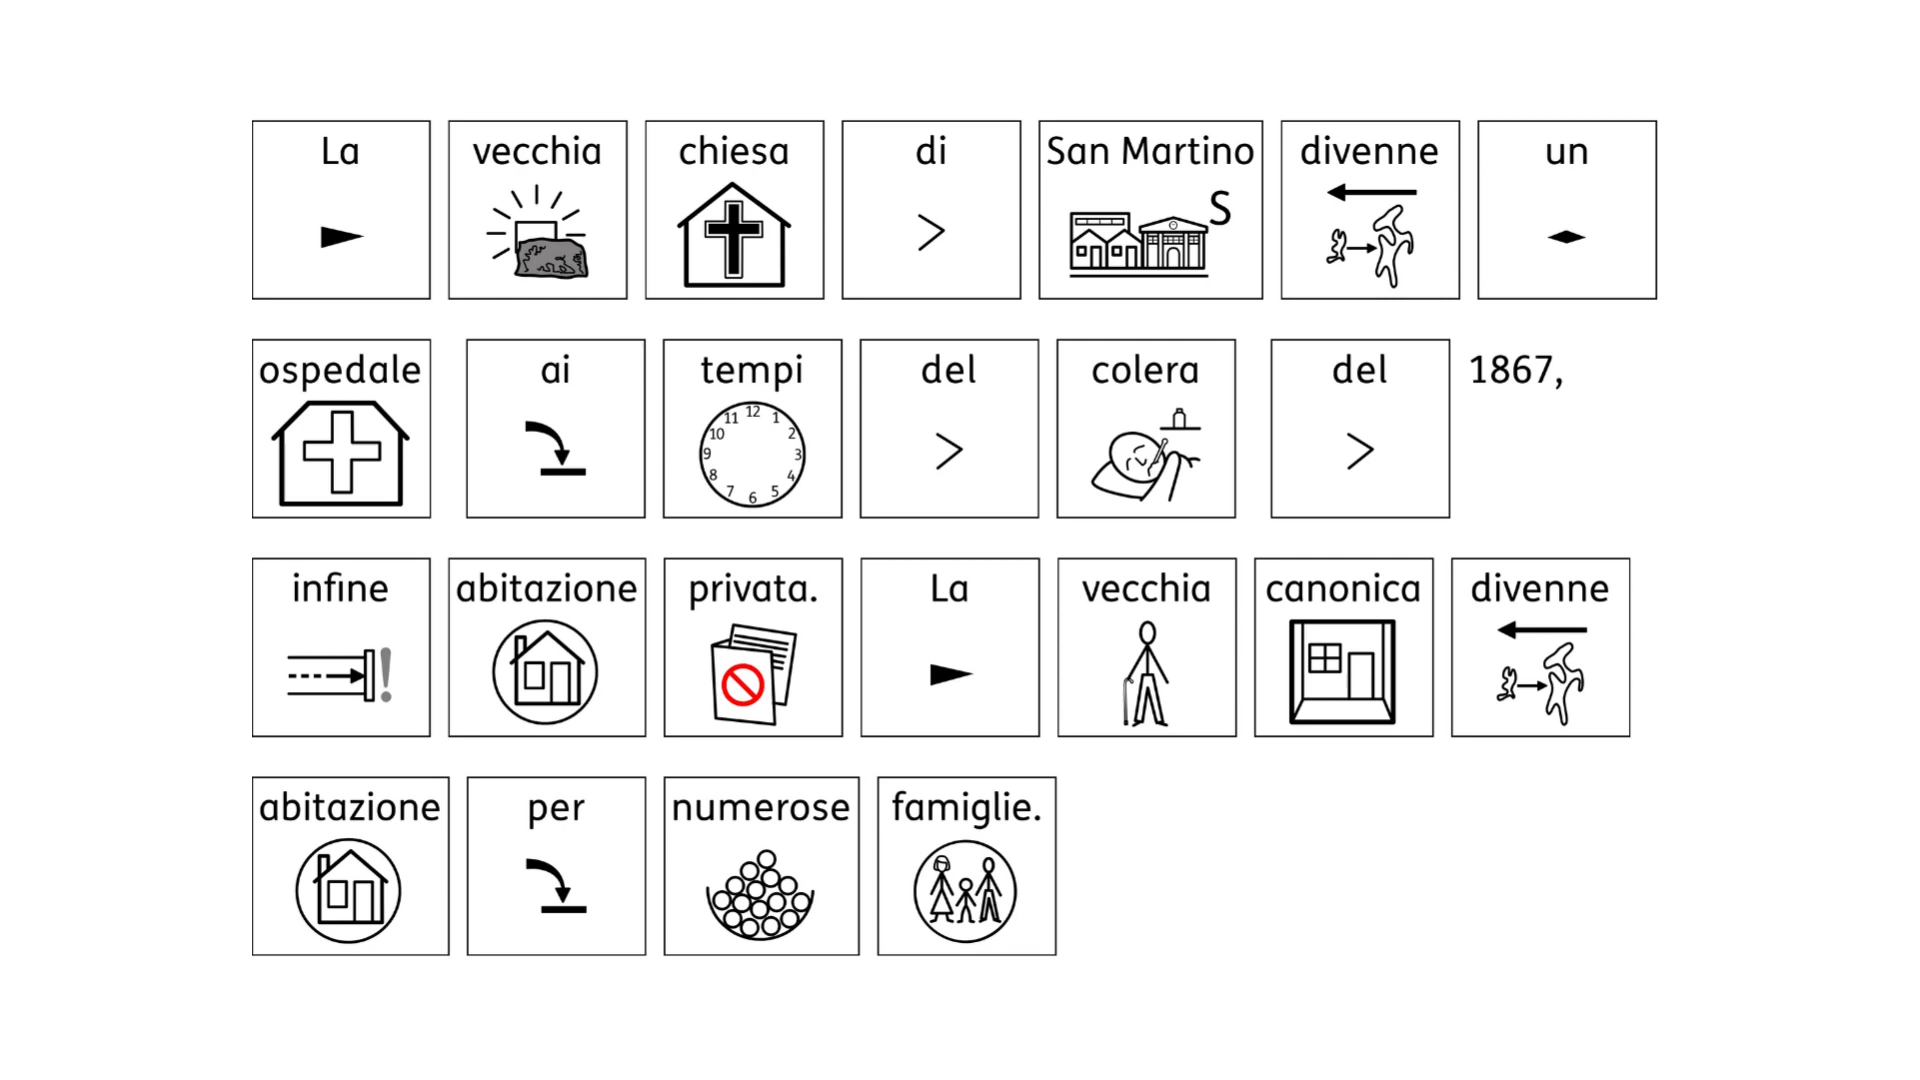 La vecchia chiesa di San Martino divenne un
ospedale ai tempi del colera del 1867,
infine abitazione privata. La vecchia canonica divenne
abitazione per numerose famiglie.